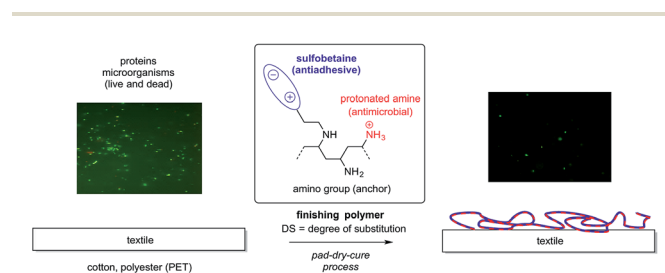 proteins
microorganisms
(live and dead)
textile
cotton, polyester (PET)
sulfobetaine
(antiadhesive)
⊖
⊕
protonated amine
(antimicrobial)
⊕
NH₃
NH
NH₂
amino group (anchor)
finishing polymer
DS = degree of substitution
pad-dry-cure
process
textile